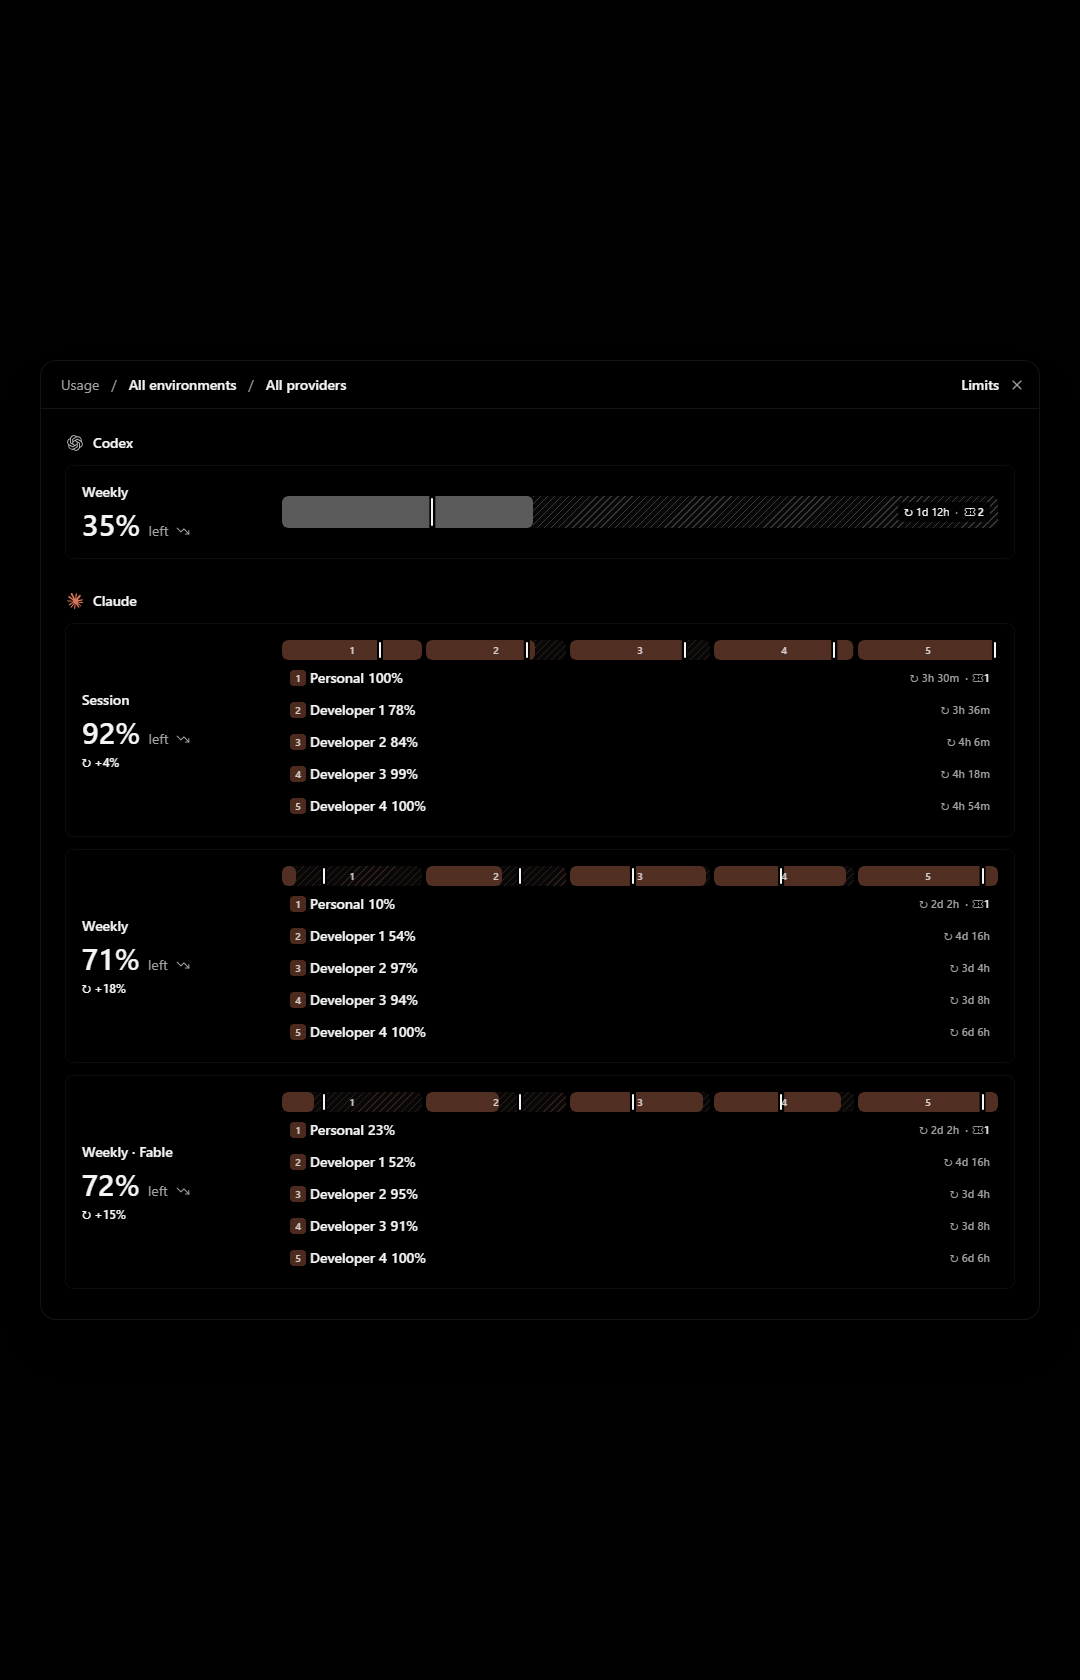 Usage / All environments / All providers
Limits
Codex
Weekly
35% left
1d 12h · 2
Claude
Session
92% left
+4%
1 2 3 4 5
1 Personal 100%
3h 30m · 1
2 Developer 1 78%
3h 36m
3 Developer 2 84%
4h 6m
4 Developer 3 99%
4h 18m
5 Developer 4 100%
4h 54m
Weekly
71% left
+18%
1 2 3 4 5
1 Personal 10%
2d 2h · 1
2 Developer 1 54%
4d 16h
3 Developer 2 97%
3d 4h
4 Developer 3 94%
3d 8h
5 Developer 4 100%
6d 6h
Weekly · Fable
72% left
+15%
1 2 3 4 5
1 Personal 23%
2d 2h · 1
2 Developer 1 52%
4d 16h
3 Developer 2 95%
3d 4h
4 Developer 3 91%
3d 8h
5 Developer 4 100%
6d 6h